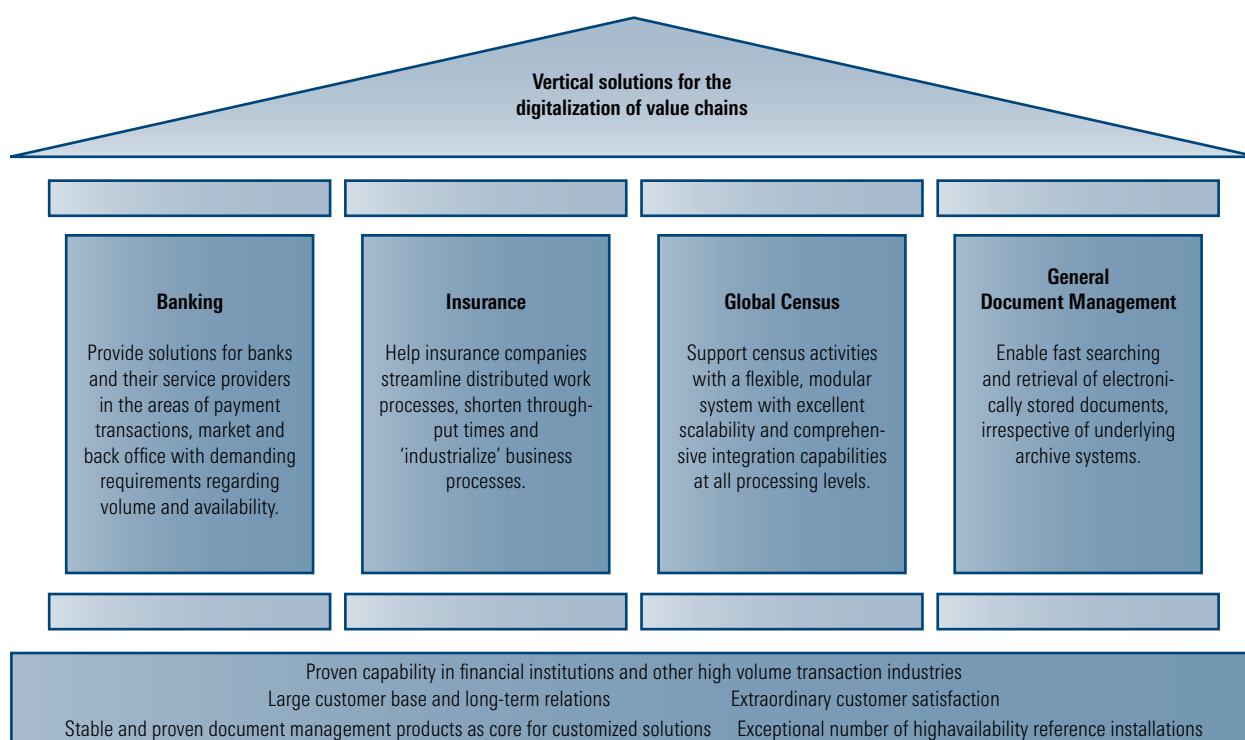 Vertical solutions for the
digitalization of value chains
Banking
Provide solutions for banks
and their service providers
in the areas of payment
transactions, market and
back office with demanding
requirements regarding
volume and availability.
Insurance
Help insurance companies
streamline distributed work
processes, shorten through-
put times and
'industrialize' business
processes.
Global Census
Support census activities
with a flexible, modular
system with excellent
scalability and comprehen-
sive integration capabilities
at all processing levels.
General
Document Management
Enable fast searching
and retrieval of electroni-
cally stored documents,
irrespective of underlying
archive systems.
Proven capability in financial institutions and other high volume transaction industries
Large customer base and long-term relations Extraordinary customer satisfaction
Stable and proven document management products as core for customized solutions Exceptional number of highavailability reference installations